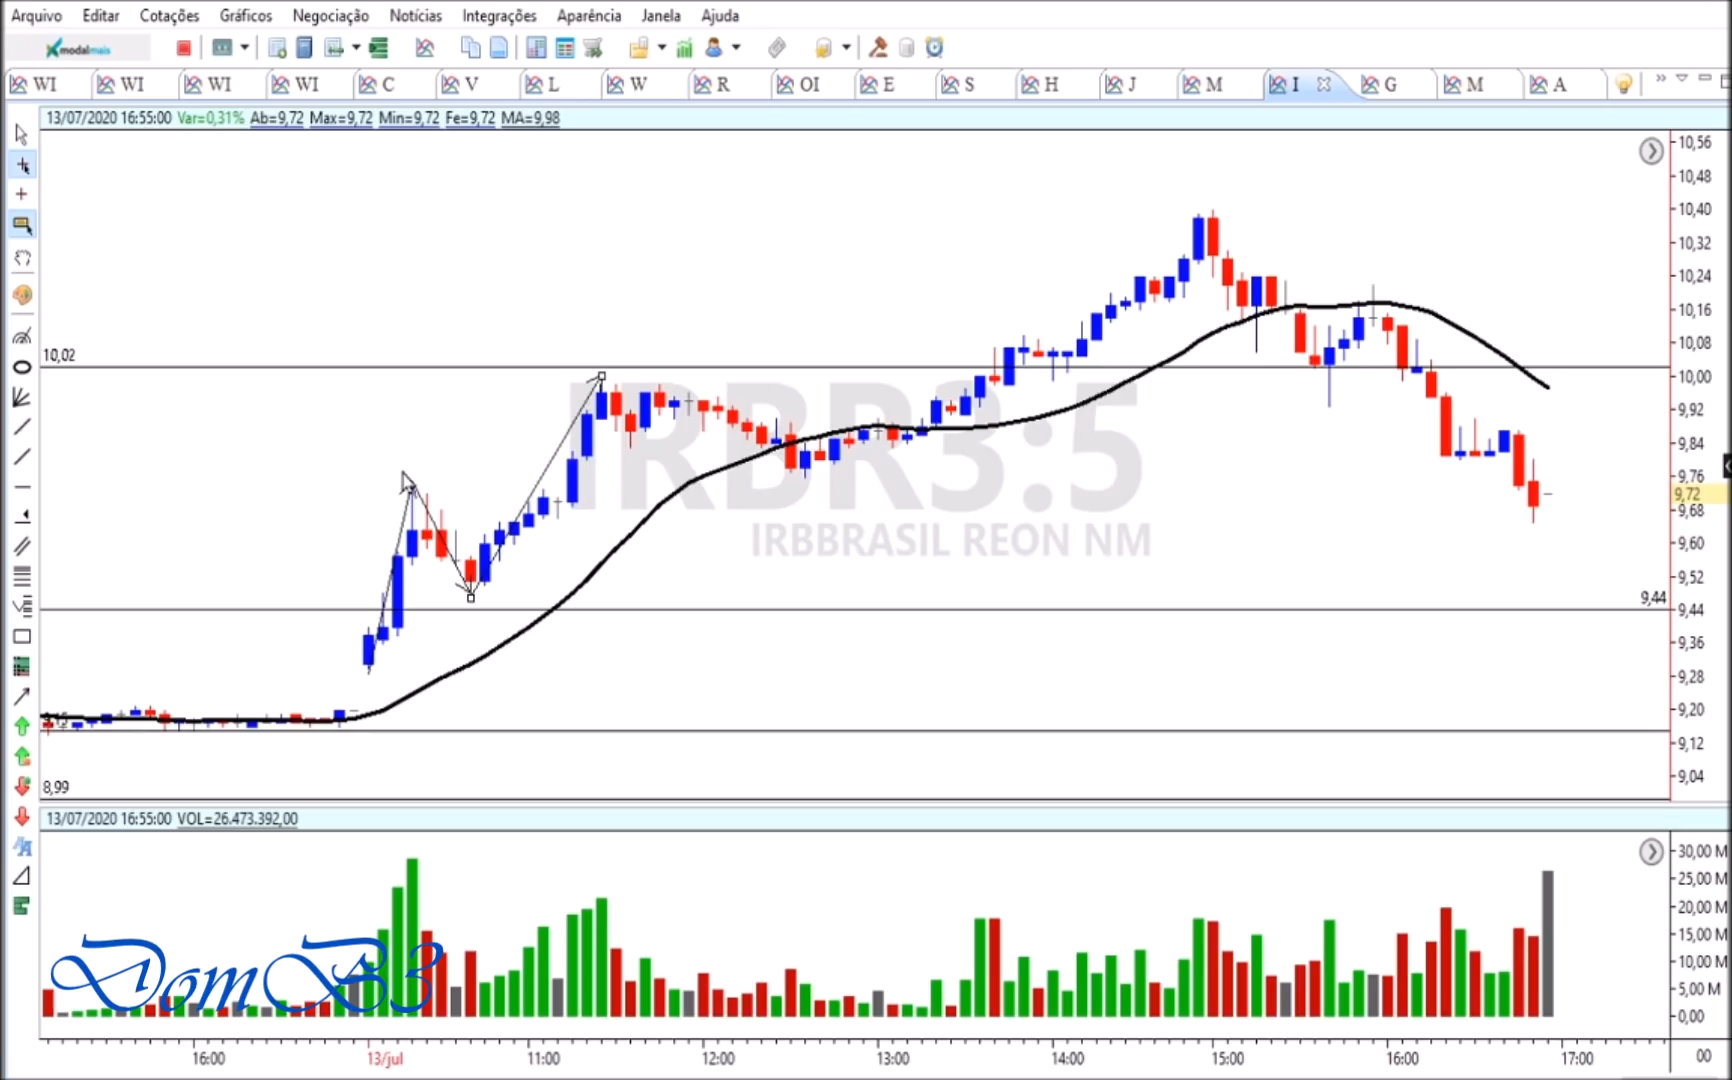 Arquivo Editar Cotações Gráficos Negociação Notícias Integrações Aparência Janela Ajuda
modalmais
WI WI WI WI C V L W R OI E S H J M I G M A
13/07/2020 16:55:00 Var=0,31% Ab=9,72 Max=9,72 Min=9,72 Fe=9,72 MA=9,98
10,56
10,48
10,40
10,32
10,24
10,16
10,08
10,02
10,00
9,92
9,84
9,76
9,72
9,68
9,60
9,52
9,44
9,44
9,36
9,28
9,20
9,12
9,04
8,99
IRBR3:5
IRBBRASIL REON NM
13/07/2020 16:55:00 VOL=26.473.392,00
30,00 M
25,00 M
20,00 M
15,00 M
10,00 M
5,00 M
0,00
DomB3
16:00 13/jul 11:00 12:00 13:00 14:00 15:00 16:00 17:00 00